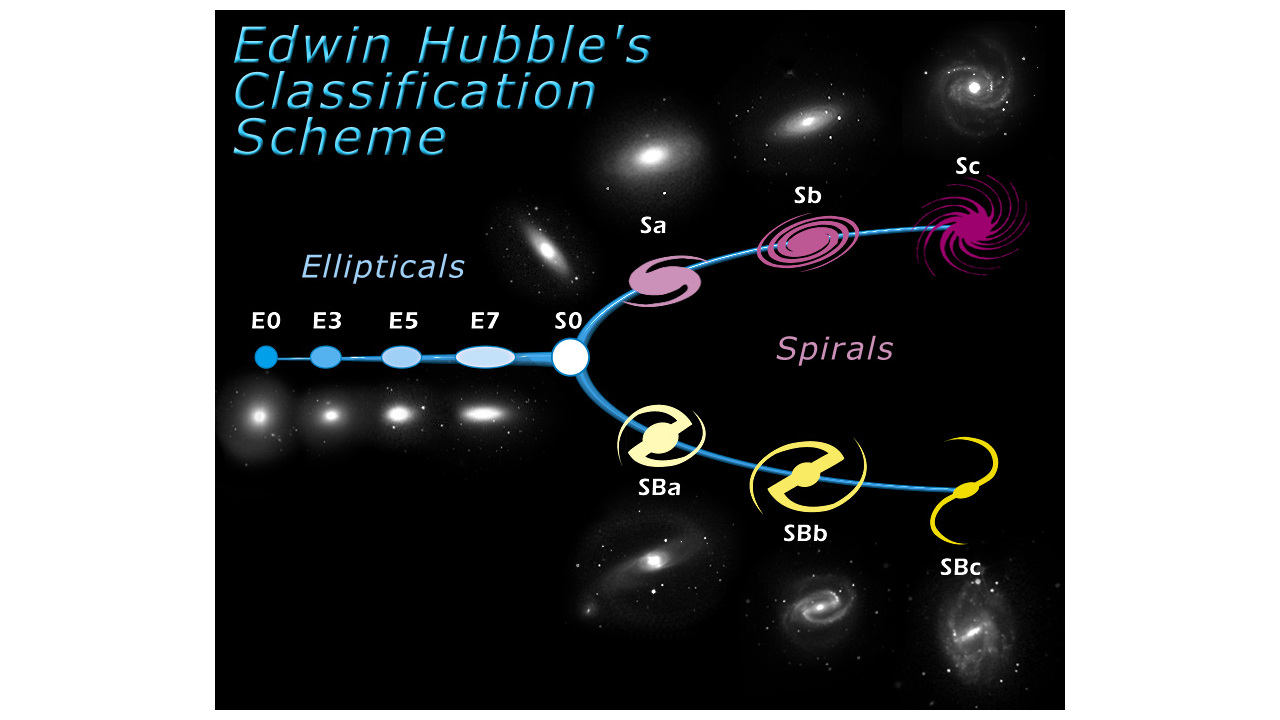 Edwin Hubble's
Classification
Scheme
Sc
Sb
Sa
Ellipticals
E0 E3 E5 E7 S0
Spirals
SBa
SBb
SBc